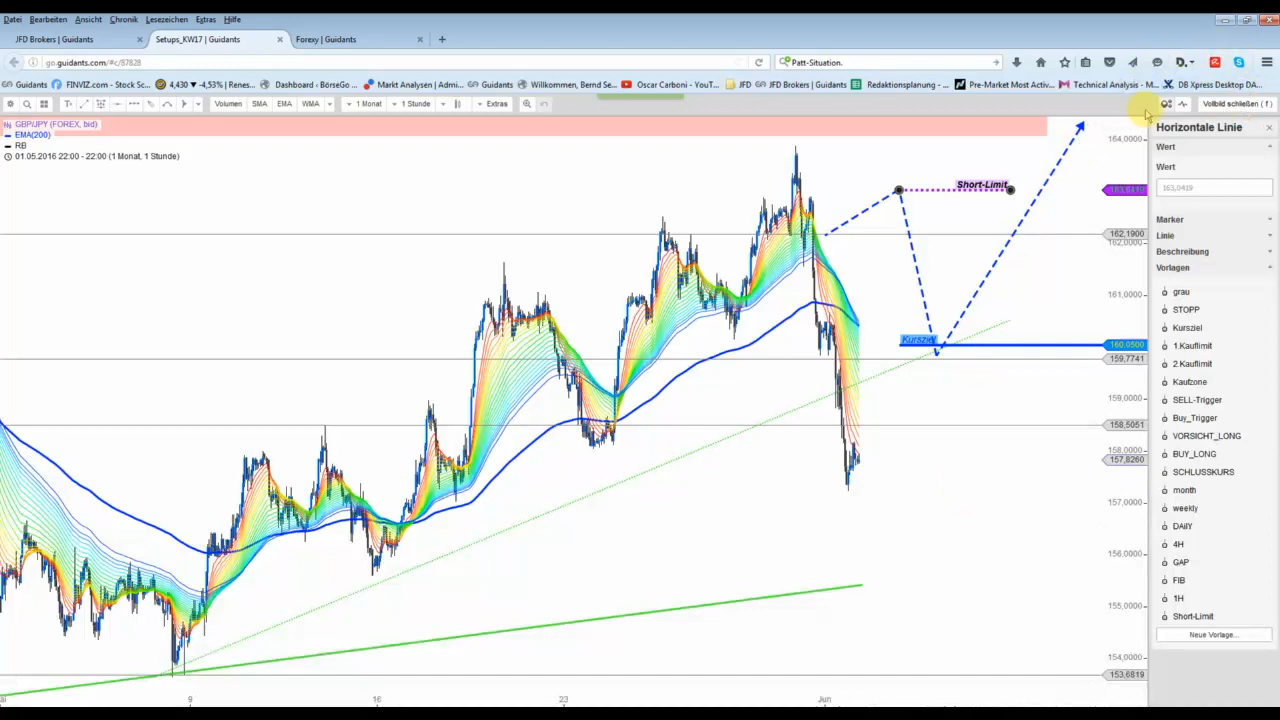 Datei Bearbeiten Ansicht Chronik Lesezeichen Extras Hilfe
JFD Brokers | Guidants × Setups_KW17 | Guidants × Forexy | Guidants × +
go.guidants.com/#c/87828 Patt-Situation.
Guidants FINVIZ.com - Stock Sc... 4,430 ▾ -4,53% | Renes... Dashboard ‹ BörseGo... Markt Analysen | Admi... Guidants Willkommen, Bernd Se... Oscar Carboni - YouT... JFD JFD Brokers | Guidants Redaktionsplanung -... Pre-Market Most Activ... Technical Analysis - M... DB Xpress Desktop DA...
Volumen SMA EMA WMA 1 Monat 1 Stunde Extras Vollbild schließen ( f )
GBP/JPY (FOREX, bid)
EMA(200)
RB
01.05.2016 22:00 - 22:00 (1 Monat, 1 Stunde)
Short-Limit
Kursziel
164,0000
162,1900
162,0000
161,0000
160,0500
159,7741
159,0000
158,5051
158,0000
157,8260
157,0000
156,0000
155,0000
154,0000
153,6819
9 16 23 Jun
Horizontale Linie ×
Wert
Wert
163,0419
Marker
Linie
Beschreibung
Vorlagen
grau
STOPP
Kursziel
1.Kauflimit
2.Kauflimit
Kaufzone
SELL-Trigger
Buy_Trigger
VORSICHT_LONG
BUY_LONG
SCHLUSSKURS
month
weekly
DAilY
4H
GAP
FIB
1H
Short-Limit
Neue Vorlage...